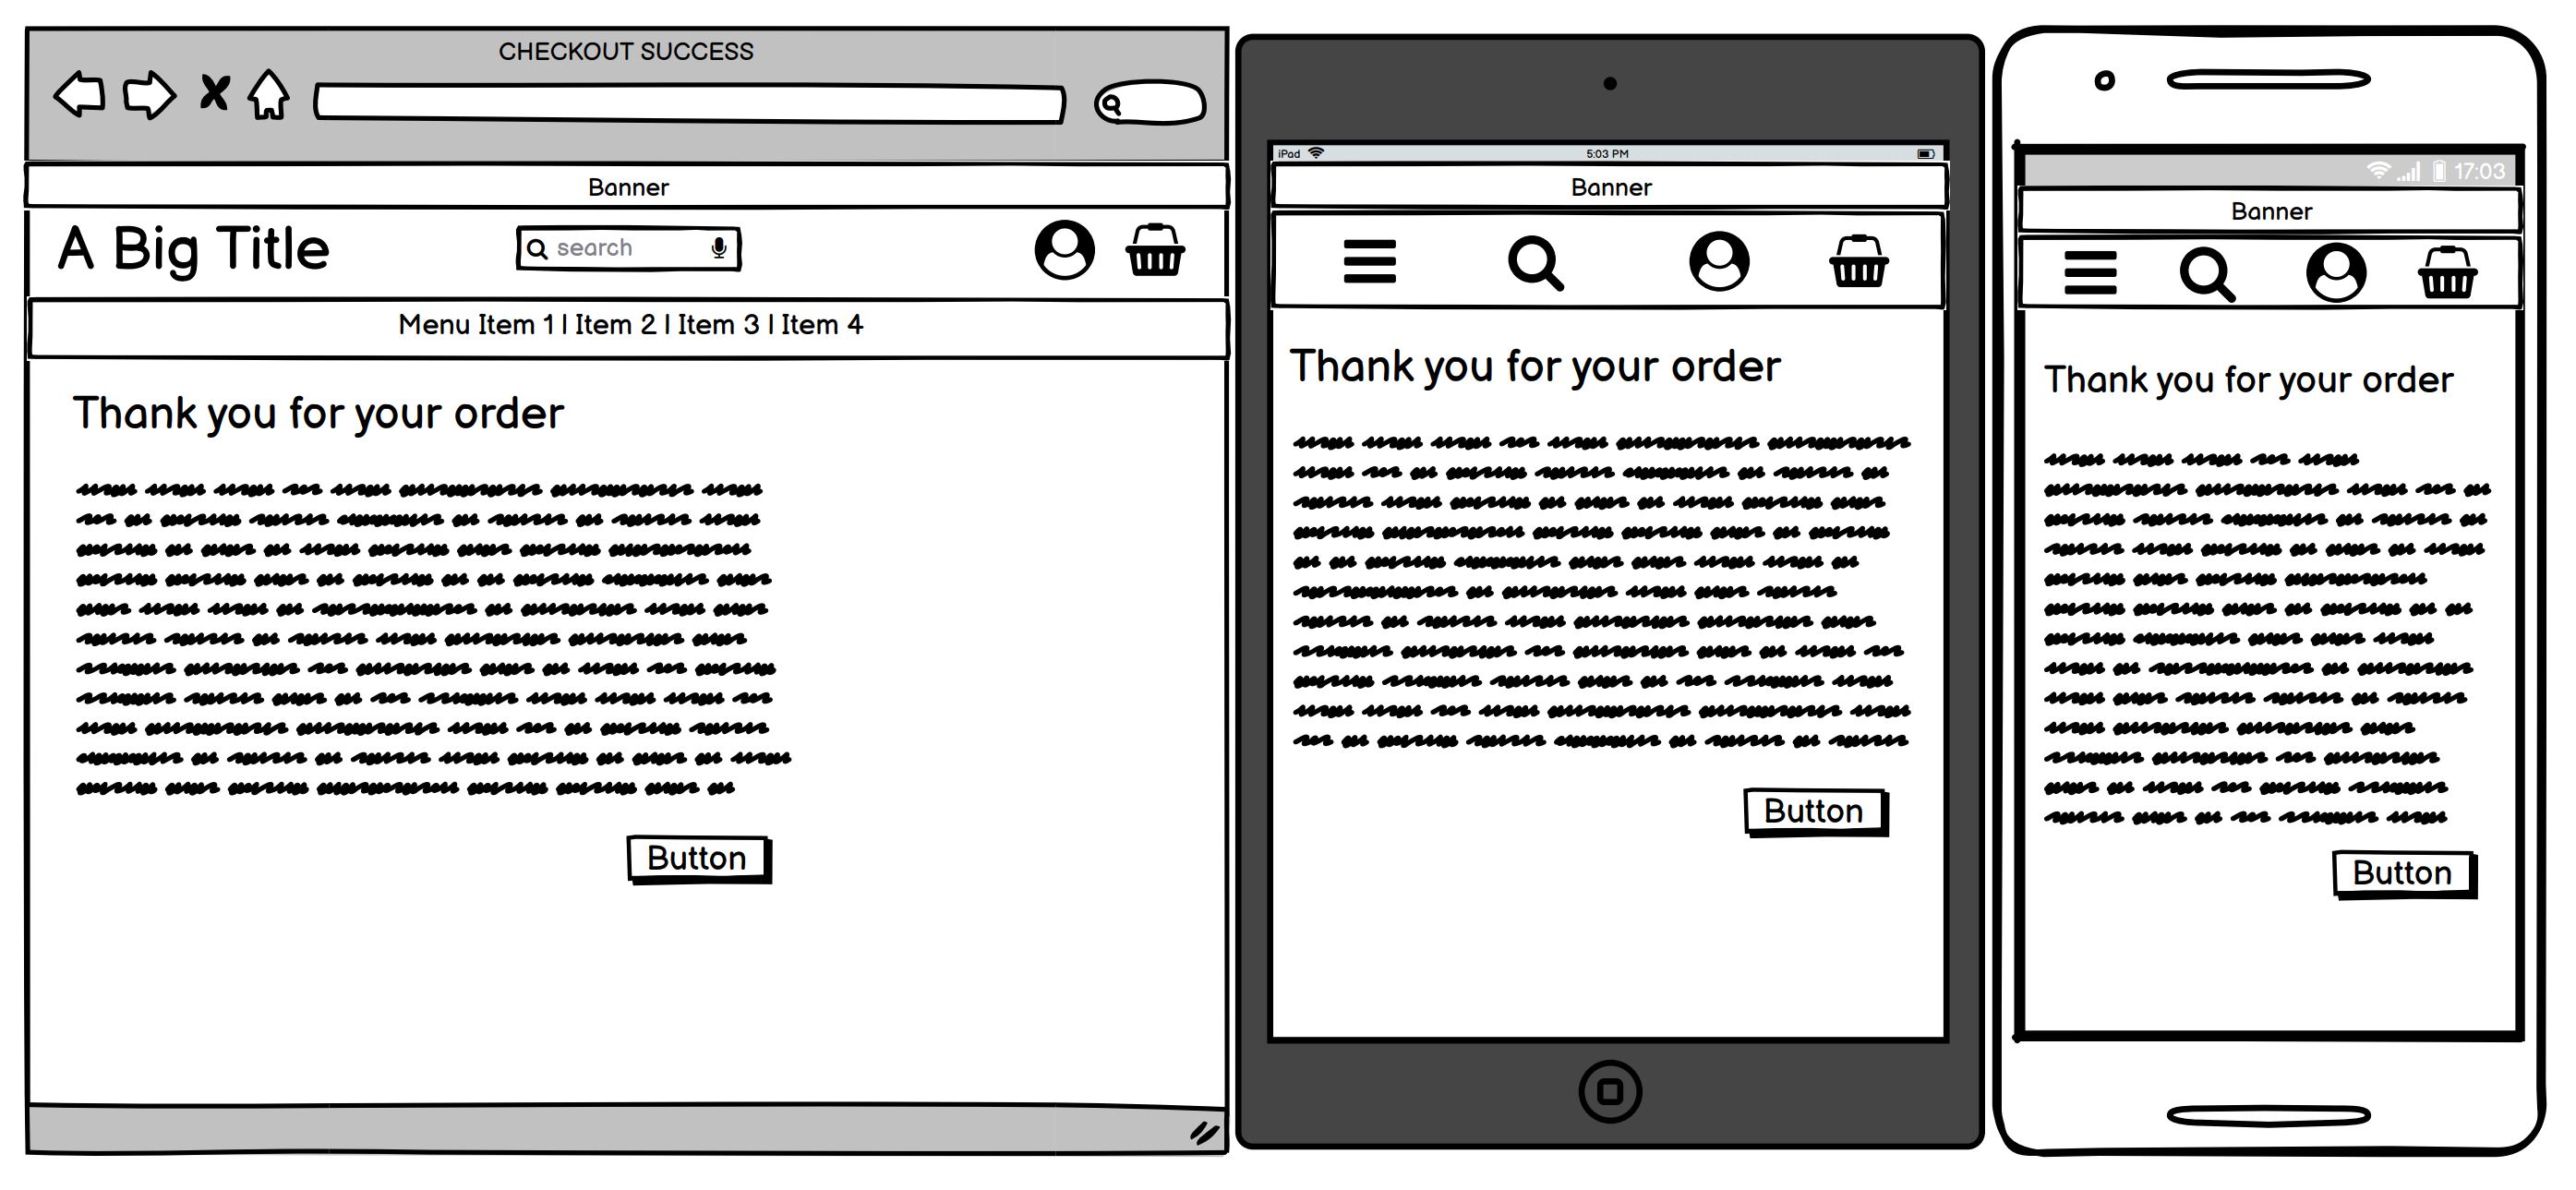 CHECKOUT SUCCESS
Banner
A Big Title
search
Menu Item 1 | Item 2 | Item 3 | Item 4
Thank you for your order
Button
iPad
5:03 PM
Banner
Thank you for your order
Button
17:03
Banner
Thank you for your order
Button